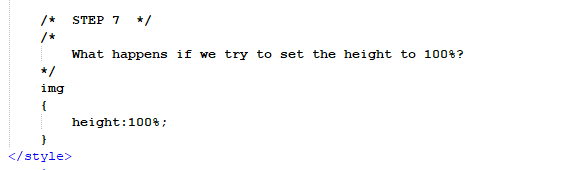 /*  STEP 7  */
/*
What happens if we try to set the height to 100%?
*/
img
{
height:100%;
}
</style>